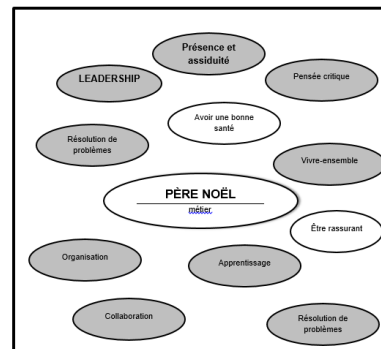 Présence et
assiduité
LEADERSHIP
Pensée critique
Avoir une bonne
santé
Résolution de
problèmes
Vivre-ensemble
PÈRE NOËL
métier
Être rassurant
Organisation
Apprentissage
Collaboration
Résolution de
problèmes